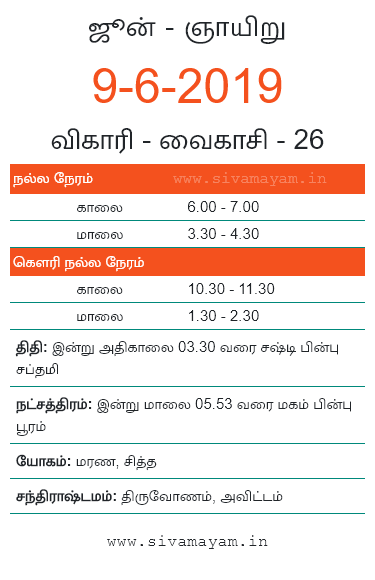 ஜூன் - ஞாயிறு
9-6-2019
விகாரி - வைகாசி - 26
நல்ல நேரம் www.sivamayam.in
காலை 6.00 - 7.00
மாலை 3.30 - 4.30
கௌரி நல்ல நேரம்
காலை 10.30 - 11.30
மாலை 1.30 - 2.30
திதி: இன்று அதிகாலை 03.30 வரை சஷ்டி பின்பு
சப்தமி
நட்சத்திரம்: இன்று மாலை 05.53 வரை மகம் பின்பு
பூரம்
யோகம்: மரண, சித்த
சந்திராஷ்டமம்: திருவோணம், அவிட்டம்
www.sivamayam.in